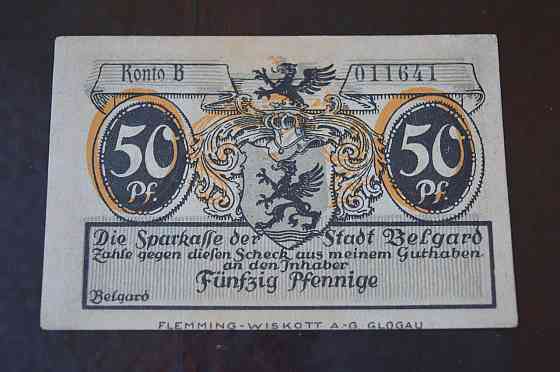 Konto B
011641
50
Pf.
50
Pf.
Die Sparkasse der Stadt Belgard
Zahle gegen diesen Scheck aus meinem Guthaben
an den Inhaber
Fünfzig Pfennige
Belgard
FLEMMING-WISKOTT A-G GLOGAU